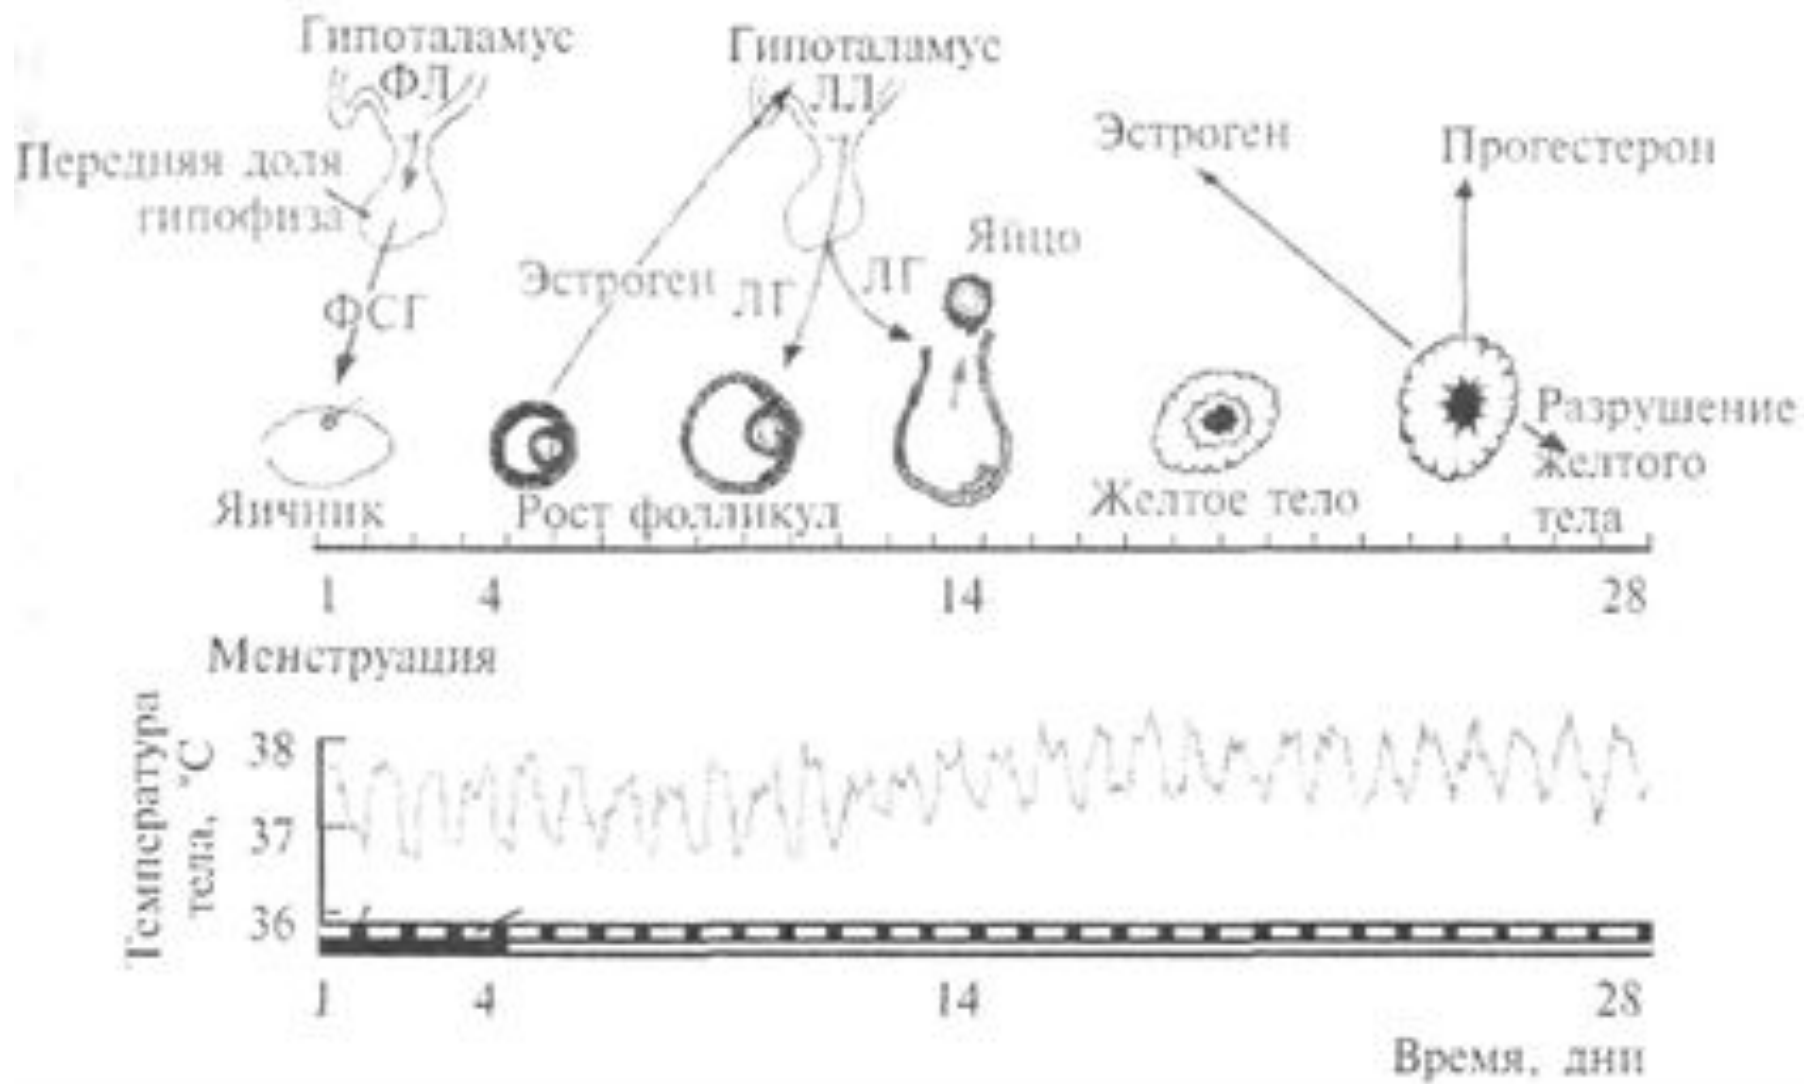 Гипоталамус
ФЛ
Передняя доля
гипофиза
ФСГ
Яичник
Гипоталамус
ЛЛ
Эстроген
ЛГ
ЛГ
Яйцо
Рост фолликул
Эстроген
Прогестерон
Желтое тело
Разрушение
желтого
тела
1 4 14 28
Менструация
Температура
тела, °C
38
37
36
1 4 14 28
Время, дни